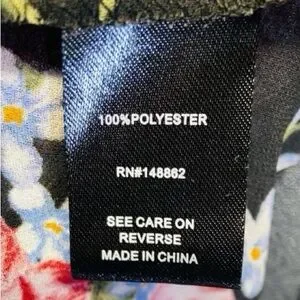 100%POLYESTER
RN#148862
SEE CARE ON
REVERSE
MADE IN CHINA